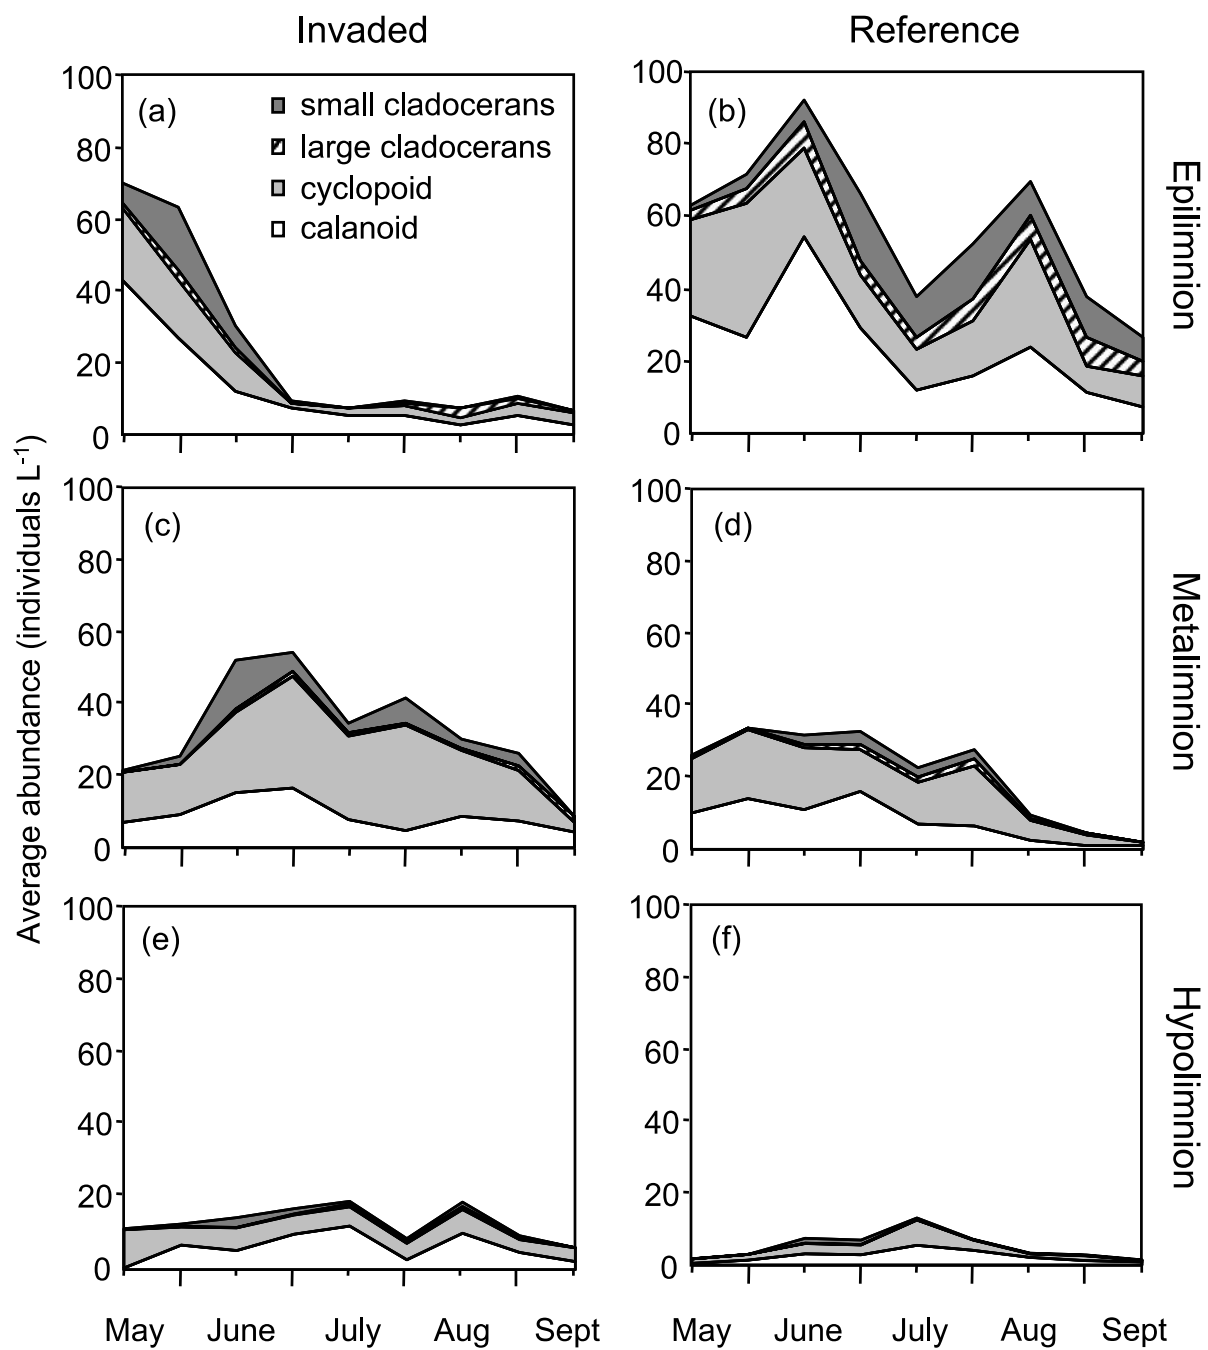 Invaded
Reference
Average abundance (individuals L-1)
100
80
60
40
20
0
(a)
small cladocerans
large cladocerans
cyclopoid
calanoid
100
80
60
40
20
0
(b)
Epilimnion
100
80
60
40
20
0
(c)
100
80
60
40
20
0
(d)
Metalimnion
100
80
60
40
20
0
(e)
100
80
60
40
20
0
(f)
Hypolimnion
May June July Aug Sept
May June July Aug Sept